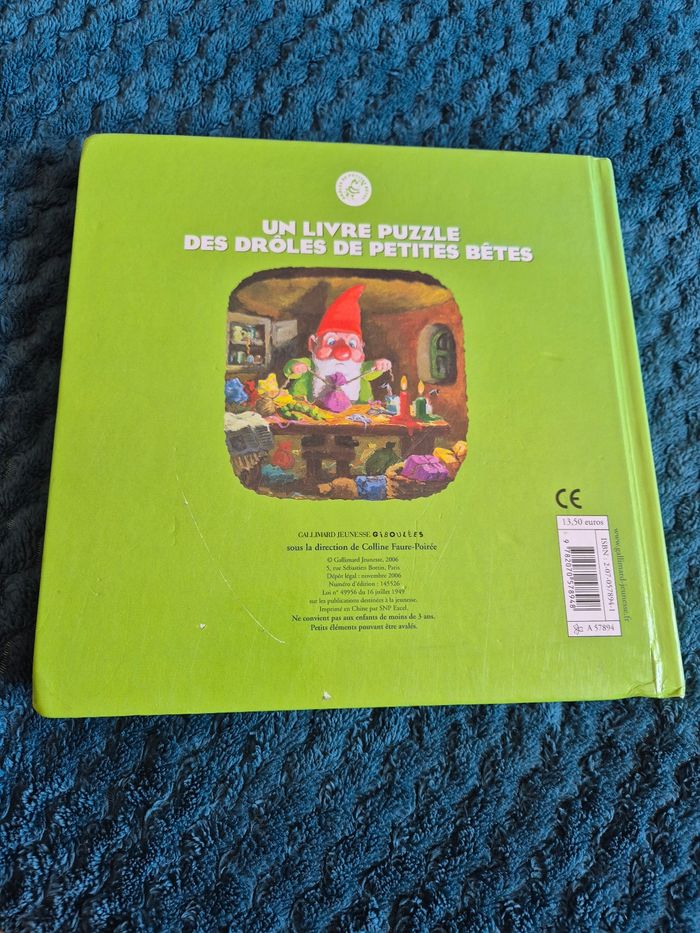 UN LIVRE PUZZLE
DES DRÔLES DE PETITES BÊTES
GALLIMARD JEUNESSE GiBOULÉES
sous la direction de Colline Faure-Poirée
© Gallimard Jeunesse, 2006
5, rue Sébastien Bottin, Paris
Dépôt légal : novembre 2006
Numéro d'édition : 145526
Loi n° 49956 du 16 juillet 1949
sur les publications destinées à la jeunesse.
Imprimé en Chine par SNP Excel.
Ne convient pas aux enfants de moins de 3 ans.
Petits éléments pouvant être avalés.
CE
13,50 euros
ISBN 2-07-057894-1
9 782070 578948
A 57894
www.gallimard-jeunesse.fr